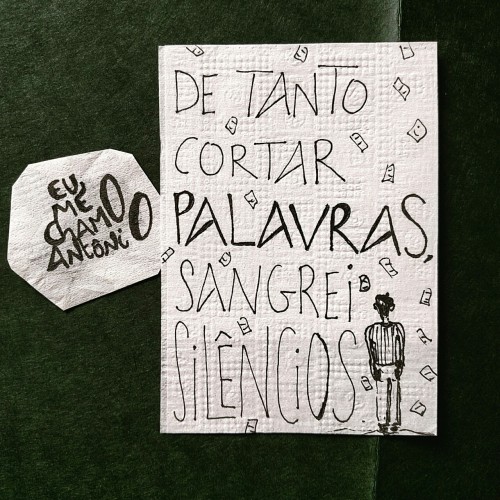 DE TANTO
CORTAR
PALAVRAS,
SANGREI
SILÊNCIOS.
EU
ME
CHAMO
ANTÔNIO